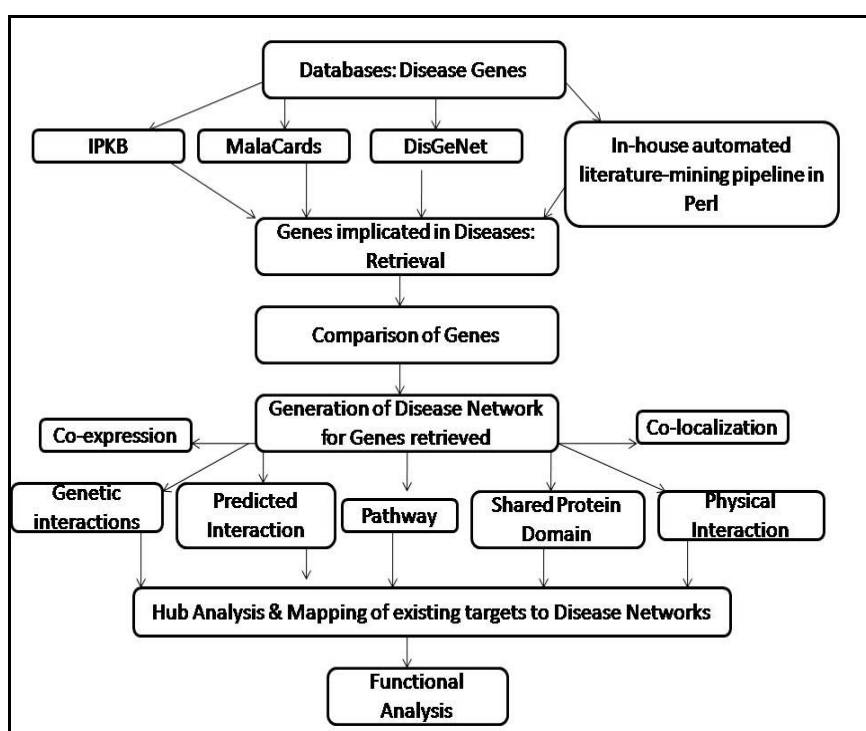 Databases: Disease Genes
IPKB
MalaCards
DisGeNet
In-house automated
literature-mining pipeline in
Perl
Genes implicated in Diseases:
Retrieval
Comparison of Genes
Generation of Disease Network
for Genes retrieved
Co-expression
Co-localization
Genetic
interactions
Predicted
Interaction
Pathway
Shared Protein
Domain
Physical
Interaction
Hub Analysis & Mapping of existing targets to Disease Networks
Functional
Analysis